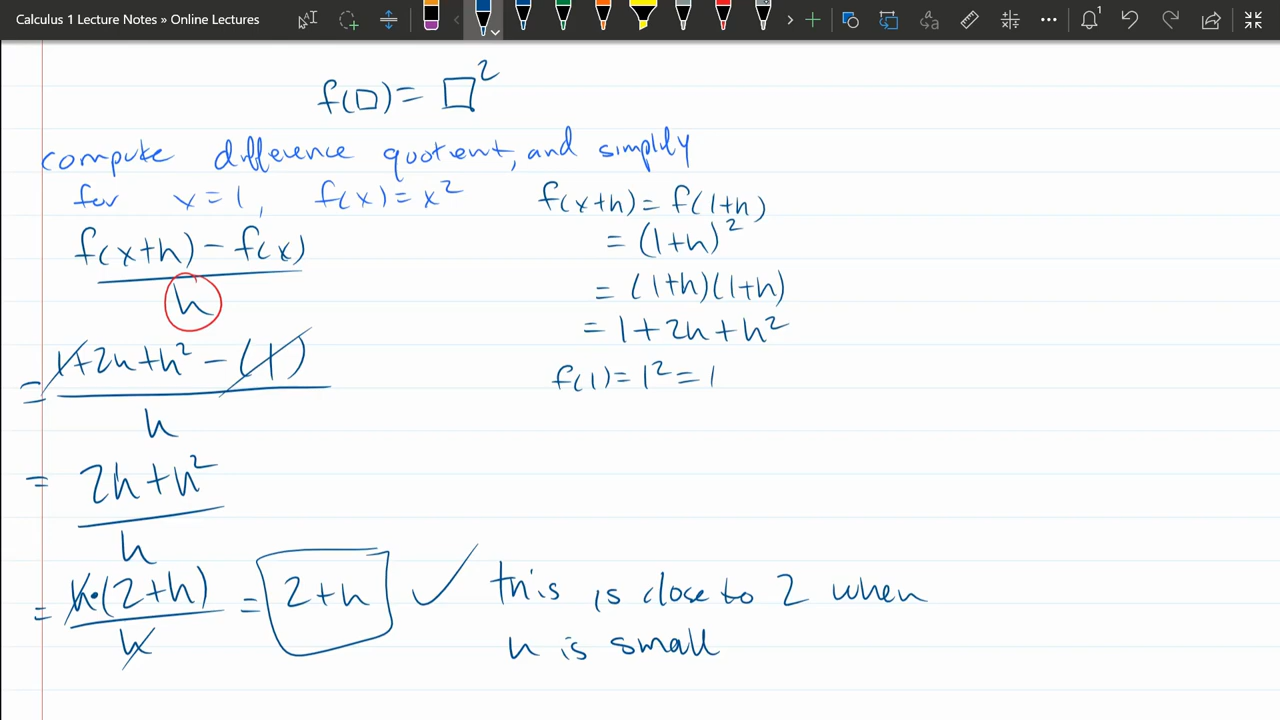 Calculus 1 Lecture Notes » Online Lectures
f(□) = □²
compute difference quotient, and simplify
for x = 1, f(x) = x²
f(x+h) - f(x)
h
= 1+2h+h² - (1)
h
= 2h+h²
h
= h·(2+h)
h
= 2+h ✓
this is close to 2 when
h is small
f(x+h) = f(1+h)
= (1+h)²
= (1+h)(1+h)
= 1+2h+h²
f(1) = 1² = 1